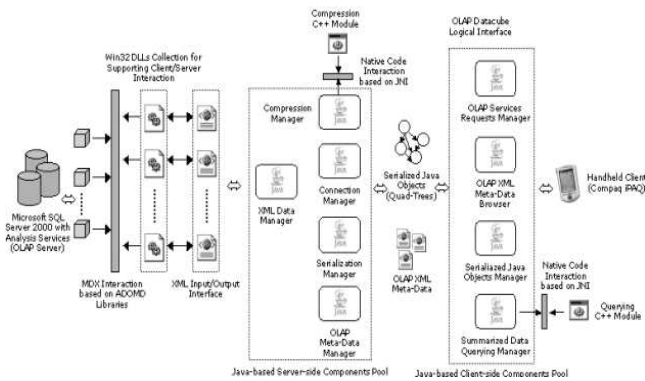 Compression
C++ Module
Win32 DLLs Collection for
Supporting Client/Server
Interaction
Native Code
Interaction
based on JNI
OLAP Datacube
Logical Interface
Compression
Manager
Connection
Manager
XML Data
Manager
Serialization
Manager
OLAP
Meta-Data
Manager
Microsoft SQL
Server 2000 with
Analysis Services
(OLAP Server)
MDX Interaction
based on ADOMD
Libraries
XML Input/Output
Interface
Serialized Java
Objects
(Quad-Trees)
OLAP XML
Meta-Data
OLAP Services
Requests Manager
OLAP XML
Meta-Data
Browser
Serialiazed Java
Objects Manager
Summarized Data
Querying Manager
Handheld Client
(Compaq iPAQ)
Native Code
Interaction
based on JNI
Querying
C++ Module
Java-based Server-side Components Pool
Java-based Client-side Components Pool